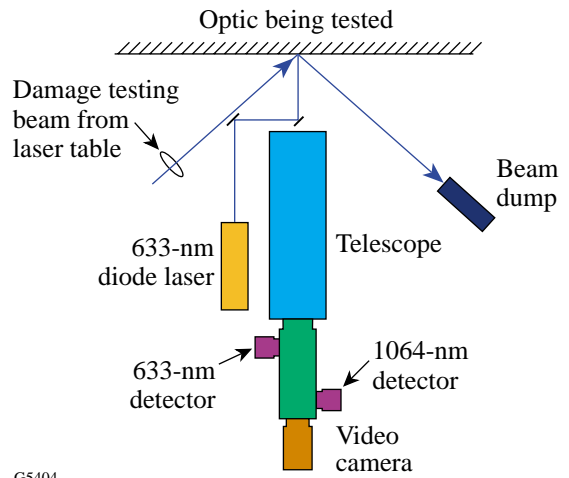 Optic being tested
Damage testing
beam from
laser table
Beam
dump
633-nm
diode laser
Telescope
633-nm
detector
1064-nm
detector
Video
camera
G5404